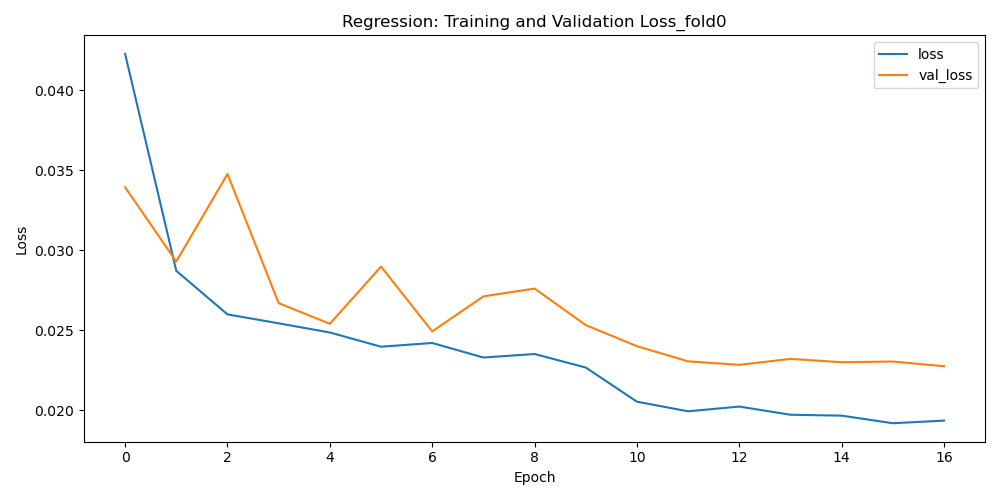 Regression: Training and Validation Loss_fold0
loss
val_loss
0.040
0.035
0.030
0.025
0.020
Loss
0 2 4 6 8 10 12 14 16
Epoch